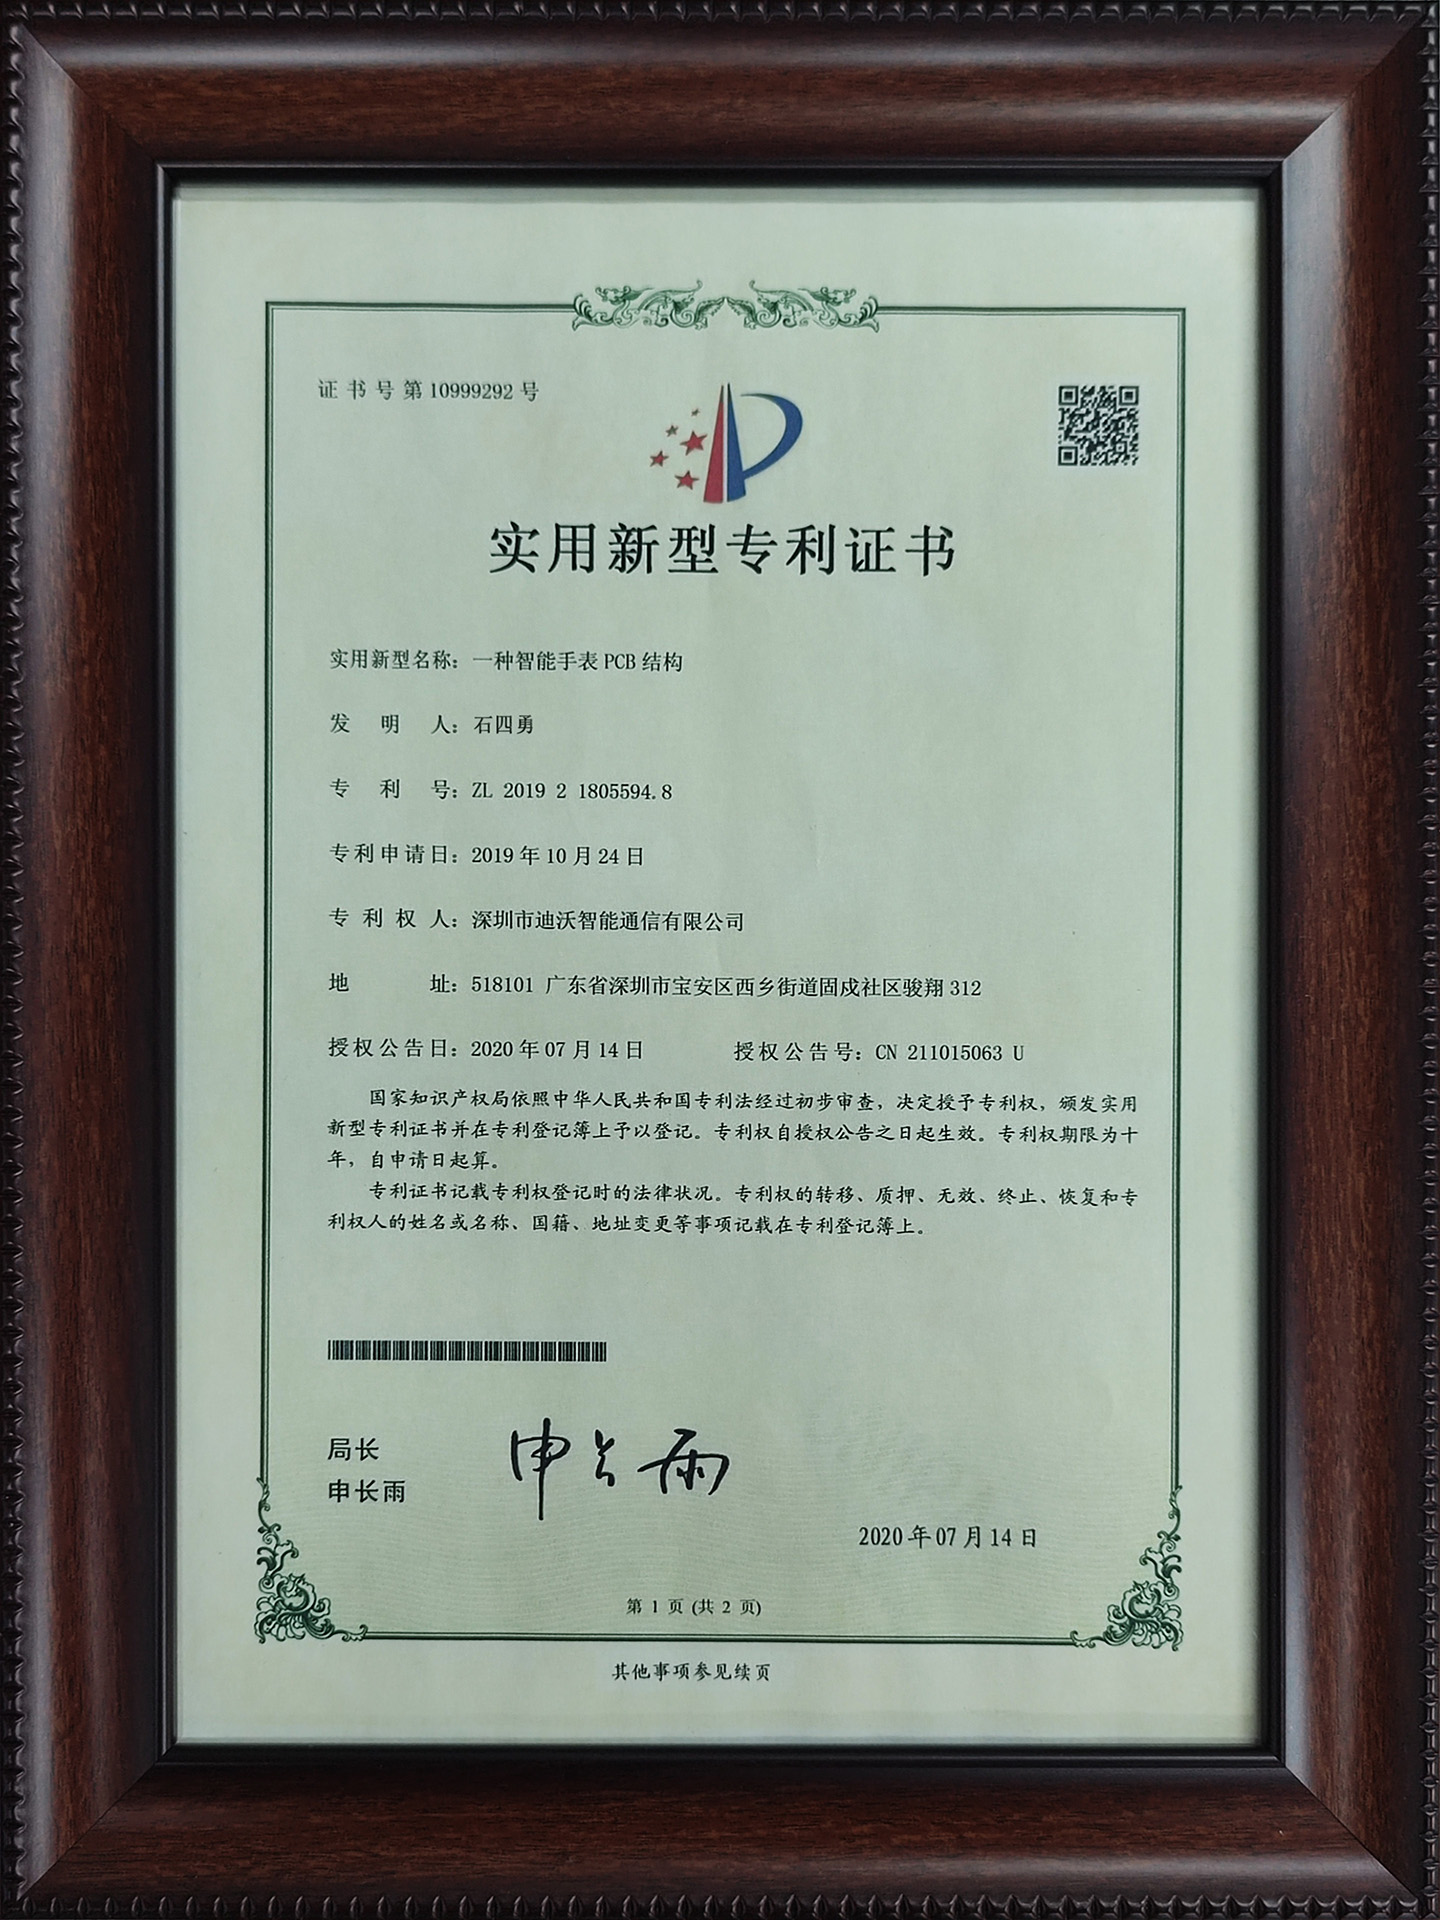 证书号第10999292号
实用新型专利证书
实用新型名称：一种智能手表PCB结构
发明人：石四勇
专利号：ZL 2019 2 1805594.8
专利申请日：2019年10月24日
专利权人：深圳市迪沃智能通信有限公司
地址：518101 广东省深圳市宝安区西乡街道固戍社区骏翔312
授权公告日：2020年07月14日 授权公告号：CN 211015063 U
国家知识产权局依照中华人民共和国专利法经过初步审查，决定授予专利权，颁发实用
新型专利证书并在专利登记簿上予以登记。专利权自授权公告之日起生效。专利权期限为十
年，自申请日起算。
专利证书记载专利权登记时的法律状况。专利权的转移、质押、无效、终止、恢复和专
利权人的姓名或名称、国籍、地址变更等事项记载在专利登记簿上。
局长
申长雨
申长雨
2020年07月14日
第 1 页 (共 2 页)
其他事项参见续页